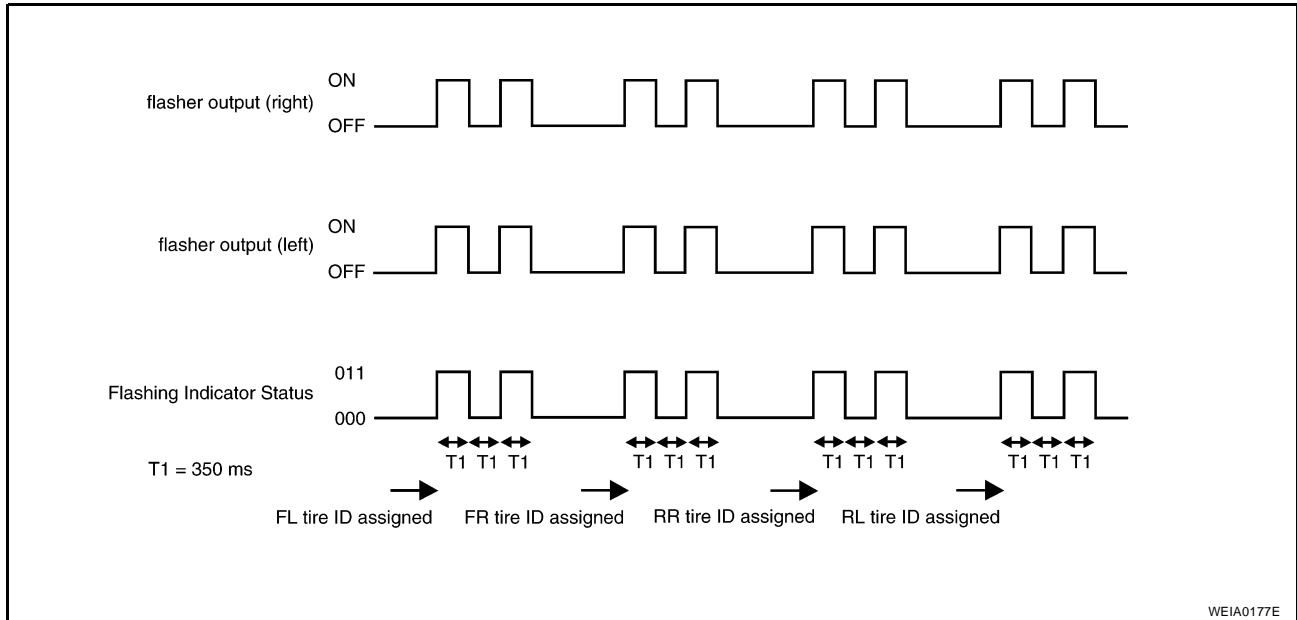 ON
flasher output (right)
OFF
ON
flasher output (left)
OFF
011
Flashing Indicator Status
000
T1 T1 T1 T1 T1 T1 T1 T1 T1 T1 T1 T1
T1 = 350 ms
FL tire ID assigned FR tire ID assigned RR tire ID assigned RL tire ID assigned
WEIA0177E